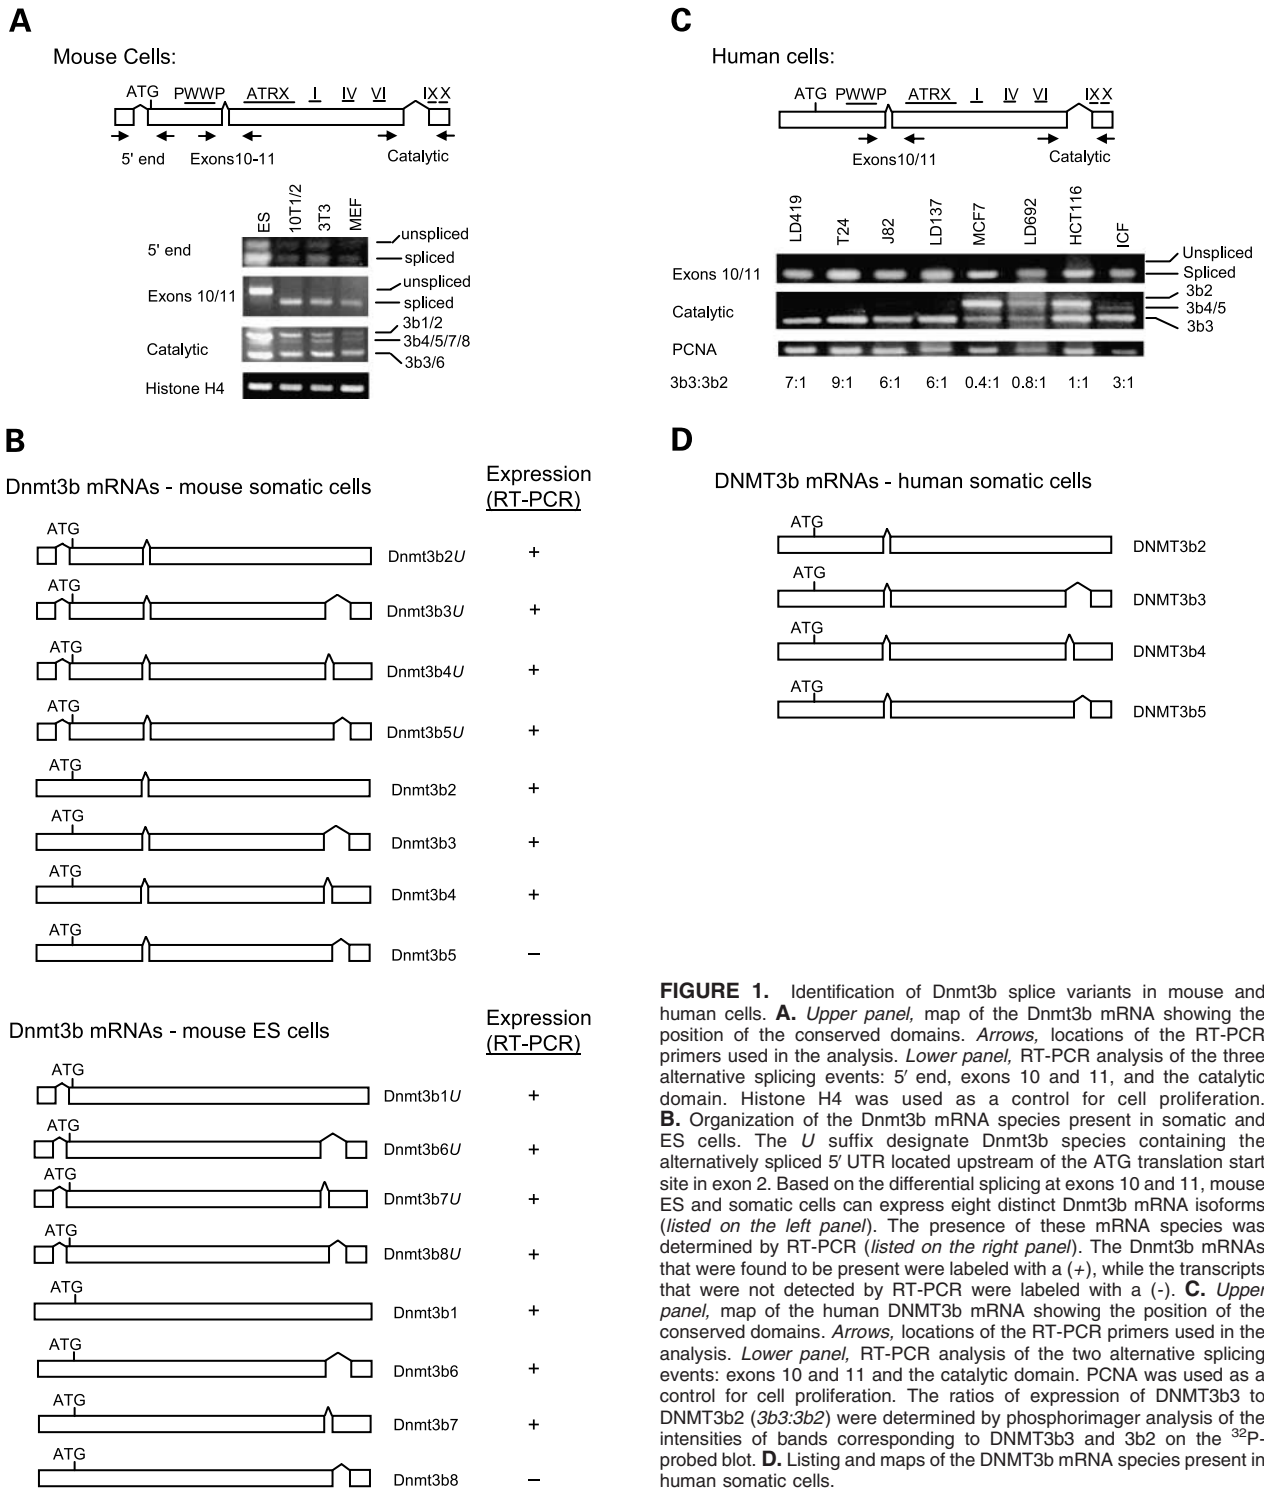 A
Mouse Cells:
ATG PWWP ATRX I IV VI IX X
5' end Exons10-11 Catalytic
ES 10T1/2 3T3 MEF
5' end
unspliced
spliced
Exons 10/11
unspliced
spliced
Catalytic
3b1/2
3b4/5/7/8
3b3/6
Histone H4
B
Dnmt3b mRNAs - mouse somatic cells
Expression
(RT-PCR)
ATG
Dnmt3b2U +
ATG
Dnmt3b3U +
ATG
Dnmt3b4U +
ATG
Dnmt3b5U +
ATG
Dnmt3b2 +
ATG
Dnmt3b3 +
ATG
Dnmt3b4 +
ATG
Dnmt3b5 –
Dnmt3b mRNAs - mouse ES cells
Expression
(RT-PCR)
ATG
Dnmt3b1U +
ATG
Dnmt3b6U +
ATG
Dnmt3b7U +
ATG
Dnmt3b8U +
ATG
Dnmt3b1 +
ATG
Dnmt3b6 +
ATG
Dnmt3b7 +
ATG
Dnmt3b8 –
C
Human cells:
ATG PWWP ATRX I IV VI IX X
Exons10/11 Catalytic
LD419 T24 J82 LD137 MCF7 LD692 HCT116 ICF
Exons 10/11
Unspliced
Spliced
Catalytic
3b2
3b4/5
3b3
PCNA
3b3:3b2 7:1 9:1 6:1 6:1 0.4:1 0.8:1 1:1 3:1
D
DNMT3b mRNAs - human somatic cells
ATG
DNMT3b2
ATG
DNMT3b3
ATG
DNMT3b4
ATG
DNMT3b5
FIGURE 1. Identification of Dnmt3b splice variants in mouse and
human cells. A. Upper panel, map of the Dnmt3b mRNA showing the
position of the conserved domains. Arrows, locations of the RT-PCR
primers used in the analysis. Lower panel, RT-PCR analysis of the three
alternative splicing events: 5′ end, exons 10 and 11, and the catalytic
domain. Histone H4 was used as a control for cell proliferation.
B. Organization of the Dnmt3b mRNA species present in somatic and
ES cells. The U suffix designate Dnmt3b species containing the
alternatively spliced 5′ UTR located upstream of the ATG translation start
site in exon 2. Based on the differential splicing at exons 10 and 11, mouse
ES and somatic cells can express eight distinct Dnmt3b mRNA isoforms
(listed on the left panel). The presence of these mRNA species was
determined by RT-PCR (listed on the right panel). The Dnmt3b mRNAs
that were found to be present were labeled with a (+), while the transcripts
that were not detected by RT-PCR were labeled with a (-). C. Upper
panel, map of the human DNMT3b mRNA showing the position of the
conserved domains. Arrows, locations of the RT-PCR primers used in the
analysis. Lower panel, RT-PCR analysis of the two alternative splicing
events: exons 10 and 11 and the catalytic domain. PCNA was used as a
control for cell proliferation. The ratios of expression of DNMT3b3 to
DNMT3b2 (3b3:3b2) were determined by phosphorimager analysis of the
intensities of bands corresponding to DNMT3b3 and 3b2 on the ³²P-
probed blot. D. Listing and maps of the DNMT3b mRNA species present in
human somatic cells.